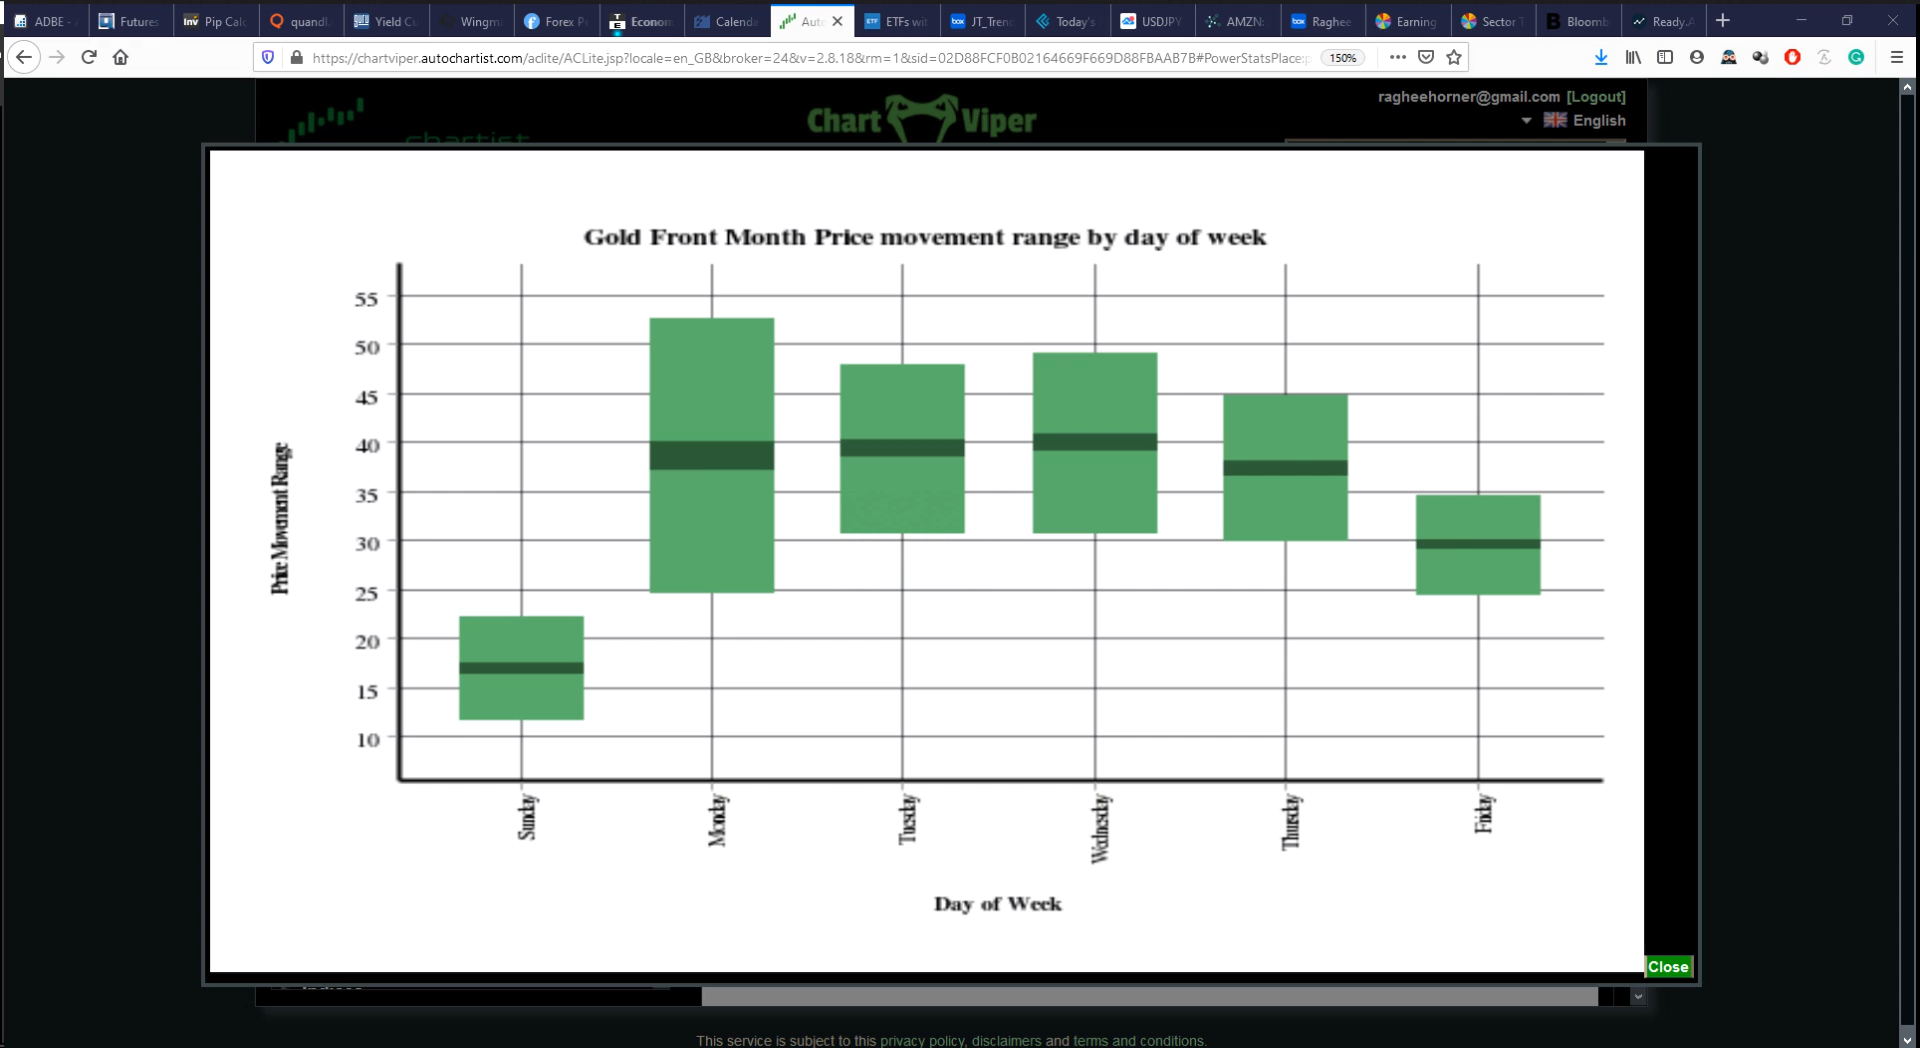 ADBE - Futures Pip Calc quandl Yield Cu Wingm Forex P Econom Calenda Auto ETFs wi JT_Tren Today's USDJPY AMZN: Raghee Earning Sector T Bloomb Ready.A
https://chartviper.autochartist.com/aclite/ACLite.jsp?locale=en_GB&broker=24&v=2.8.18&rm=1&sid=02D88FCF0B02164669F669D88FBAAB7B#PowerStatsPlace:p 150%
ragheehorner@gmail.com [Logout]
Chart Viper
English
chartist
Gold Front Month Price movement range by day of week
55
50
45
40
35
30
25
20
15
10
Price Movement Range
Sunday Monday Tuesday Wednesday Thursday Friday
Day of Week
Close
This service is subject to this privacy policy, disclaimers and terms and conditions.